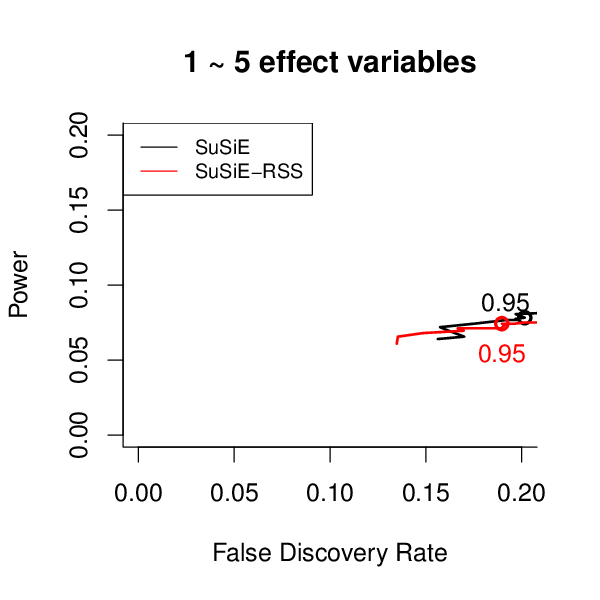 1 ~ 5 effect variables
SuSiE
SuSiE−RSS
Power
0.20
0.15
0.10
0.05
0.00
0.95
0.95
0.00 0.05 0.10 0.15 0.20
False Discovery Rate